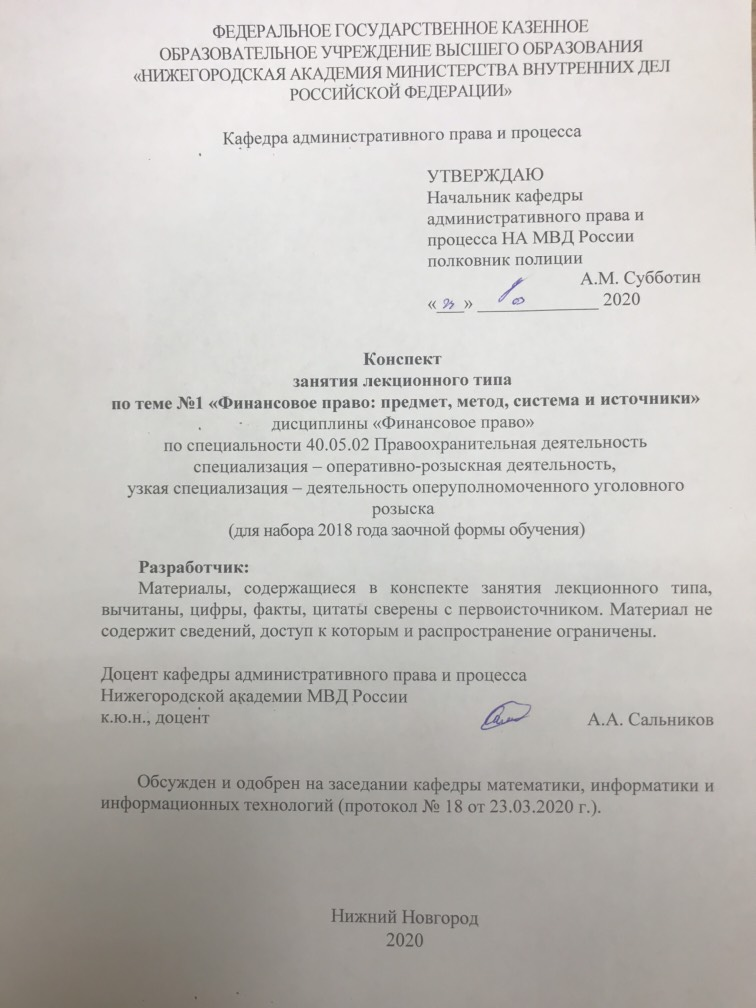 ФЕДЕРАЛЬНОЕ ГОСУДАРСТВЕННОЕ КАЗЕННОЕ
ОБРАЗОВАТЕЛЬНОЕ УЧРЕЖДЕНИЕ ВЫСШЕГО ОБРАЗОВАНИЯ
«НИЖЕГОРОДСКАЯ АКАДЕМИЯ МИНИСТЕРСТВА ВНУТРЕННИХ ДЕЛ
РОССИЙСКОЙ ФЕДЕРАЦИИ»
Кафедра административного права и процесса
УТВЕРЖДАЮ
Начальник кафедры
административного права и
процесса НА МВД России
полковник полиции
А.М. Субботин
« » 2020
Конспект
занятия лекционного типа
по теме №1 «Финансовое право: предмет, метод, система и источники»
дисциплины «Финансовое право»
по специальности 40.05.02 Правоохранительная деятельность
специализация – оперативно-розыскная деятельность,
узкая специализация – деятельность оперуполномоченного уголовного
розыска
(для набора 2018 года заочной формы обучения)
Разработчик:
Материалы, содержащиеся в конспекте занятия лекционного типа,
вычитаны, цифры, факты, цитаты сверены с первоисточником. Материал не
содержит сведений, доступ к которым и распространение ограничены.
Доцент кафедры административного права и процесса
Нижегородской академии МВД России
к.ю.н., доцент А.А. Сальников
Обсужден и одобрен на заседании кафедры математики, информатики и
информационных технологий (протокол № 18 от 23.03.2020 г.).
Нижний Новгород
2020